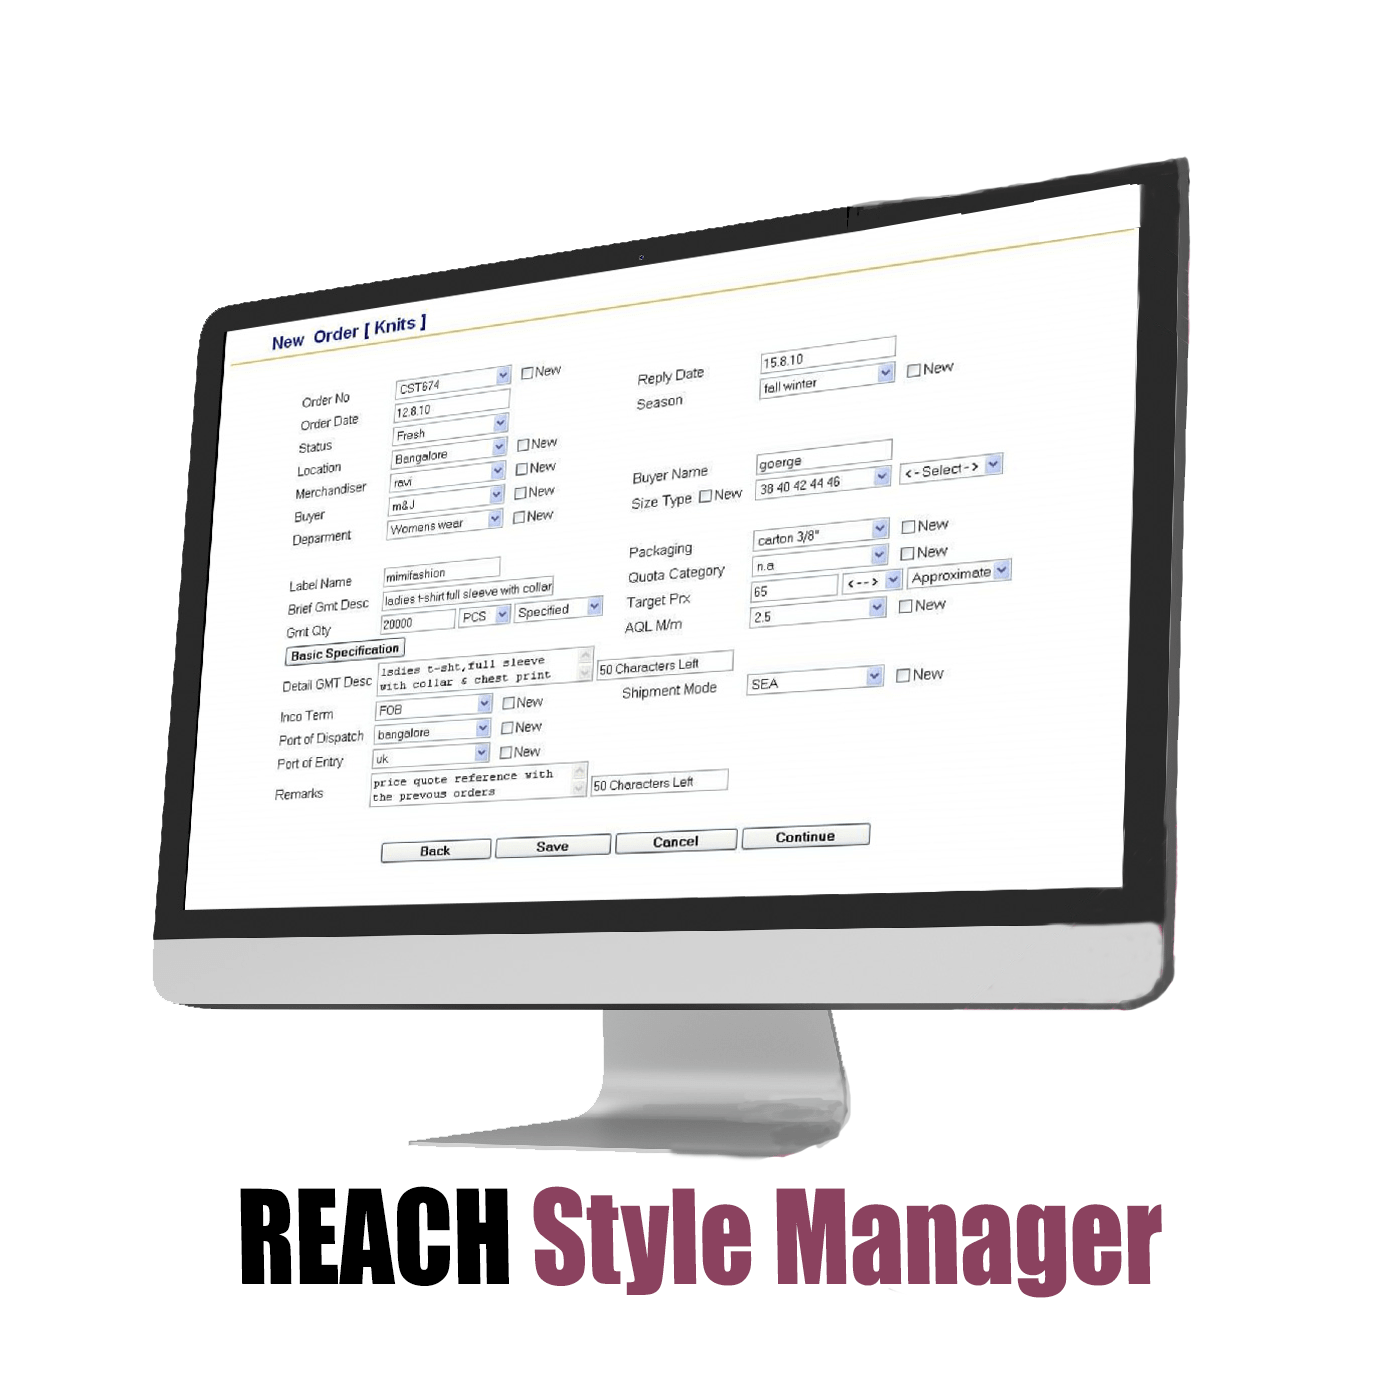 New Order [ Knits ]
Order No CST674 New
Order Date 12.8.10
Status Fresh
Location Bangalore New
Merchandiser ravi New
Buyer m&J New
Deparment Womens wear New
Reply Date 15.8.10
Season fall winter New
Buyer Name goerge
Size Type New 38 40 42 44 46 <-Select->
Label Name mimifashion
Brief Gmt Desc ladies t-shirt full sleeve with collar
Gmt Qty 20000 PCS Specified
Packaging carton 3/8" New
Quota Category n.a New
Target Prx 65 <--> Approximate
AQL M/m 2.5 New
Basic Specification
Detail GMT Desc lsdies t-sht,full sleeve
with collar & chest print
50 Characters Left
Shipment Mode SEA New
Inco Term FOB New
Port of Dispatch bangalore New
Port of Entry uk New
Remarks price quote reference with
the prevous orders
50 Characters Left
Back Save Cancel Continue
REACH Style Manager